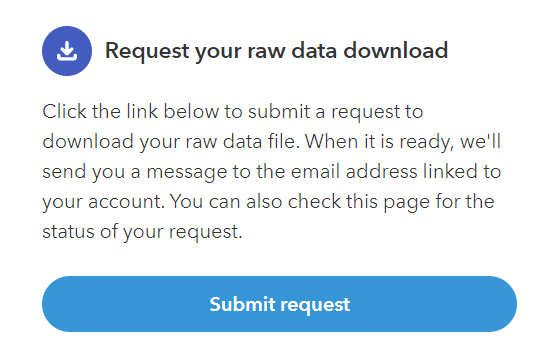 Request your raw data download
Click the link below to submit a request to
download your raw data file. When it is ready, we'll
send you a message to the email address linked to
your account. You can also check this page for the
status of your request.
Submit request